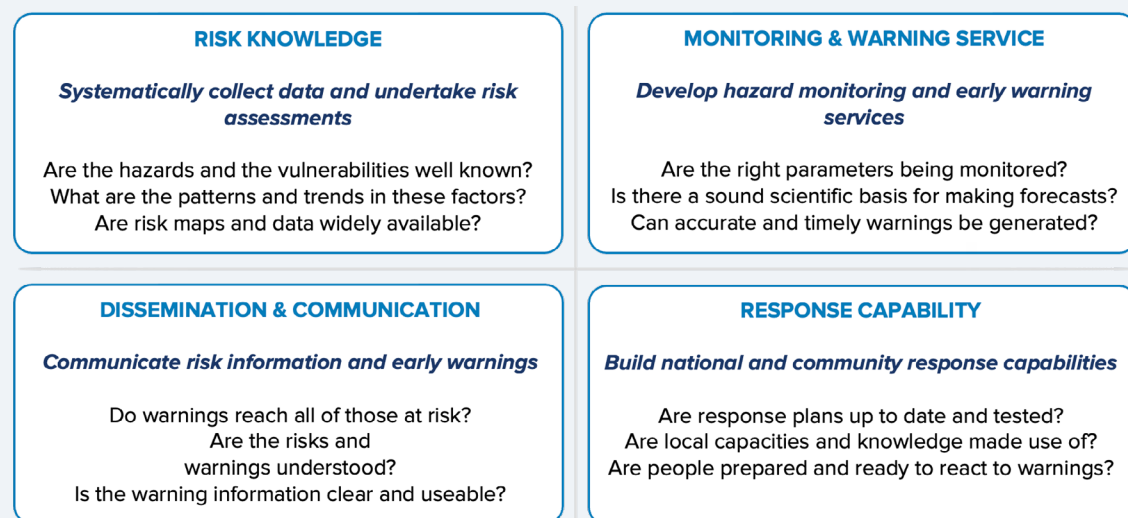 RISK KNOWLEDGE
Systematically collect data and undertake risk
assessments
Are the hazards and the vulnerabilities well known?
What are the patterns and trends in these factors?
Are risk maps and data widely available?
MONITORING & WARNING SERVICE
Develop hazard monitoring and early warning
services
Are the right parameters being monitored?
Is there a sound scientific basis for making forecasts?
Can accurate and timely warnings be generated?
DISSEMINATION & COMMUNICATION
Communicate risk information and early warnings
Do warnings reach all of those at risk?
Are the risks and
warnings understood?
Is the warning information clear and useable?
RESPONSE CAPABILITY
Build national and community response capabilities
Are response plans up to date and tested?
Are local capacities and knowledge made use of?
Are people prepared and ready to react to warnings?